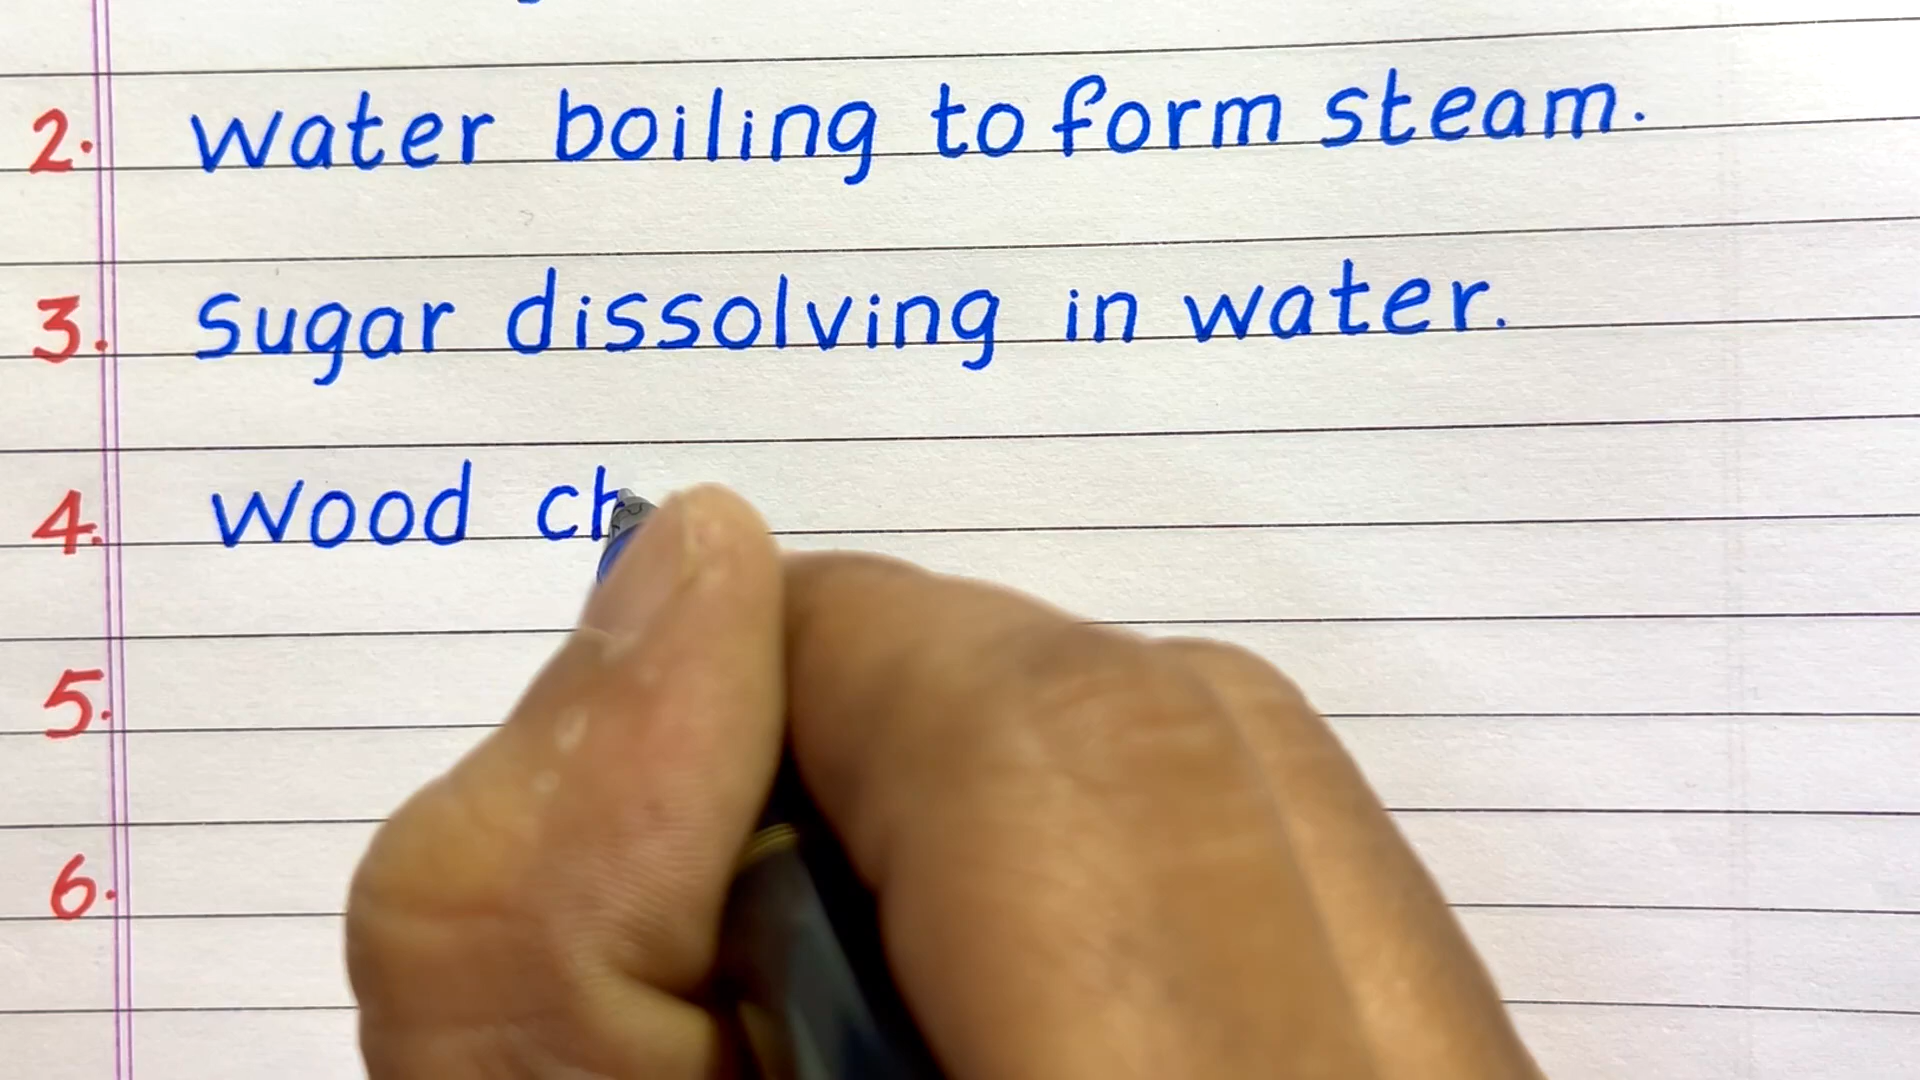 2. Water boiling to form steam.
3. Sugar dissolving in water.
4. Wood ch
5.
6.